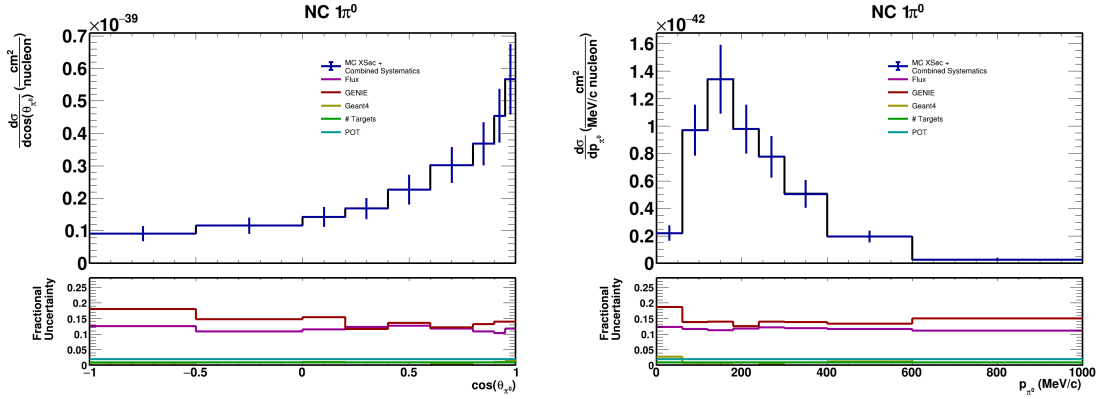 NC 1π⁰
×10⁻³⁹
dσ/dcos(θ_π⁰) (cm²/nucleon)
0.7
0.6
0.5
0.4
0.3
0.2
0.1
0
MC XSec +
Combined Systematics
Flux
GENIE
Geant4
# Targets
POT
Fractional
Uncertainty
0.25
0.2
0.15
0.1
0.05
0
−1 −0.5 0 0.5 1
cos(θ_π⁰)
NC 1π⁰
×10⁻⁴²
dσ/dp_π⁰ (cm²/MeV/c nucleon)
1.6
1.4
1.2
1
0.8
0.6
0.4
0.2
0
MC XSec +
Combined Systematics
Flux
GENIE
Geant4
# Targets
POT
Fractional
Uncertainty
0.25
0.2
0.15
0.1
0.05
0
0 200 400 600 800 1000
p_π⁰ (MeV/c)